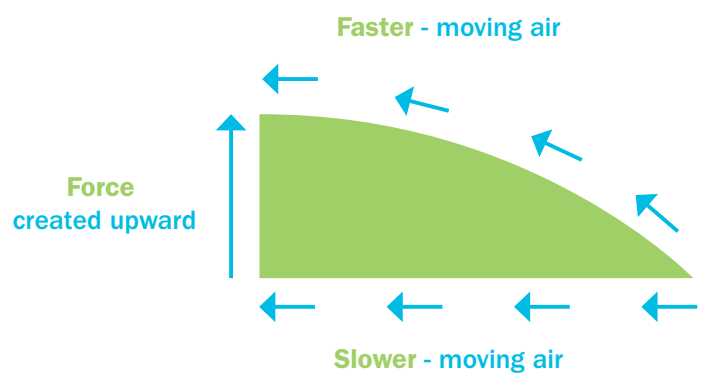 Faster - moving air
Force
created upward
Slower - moving air